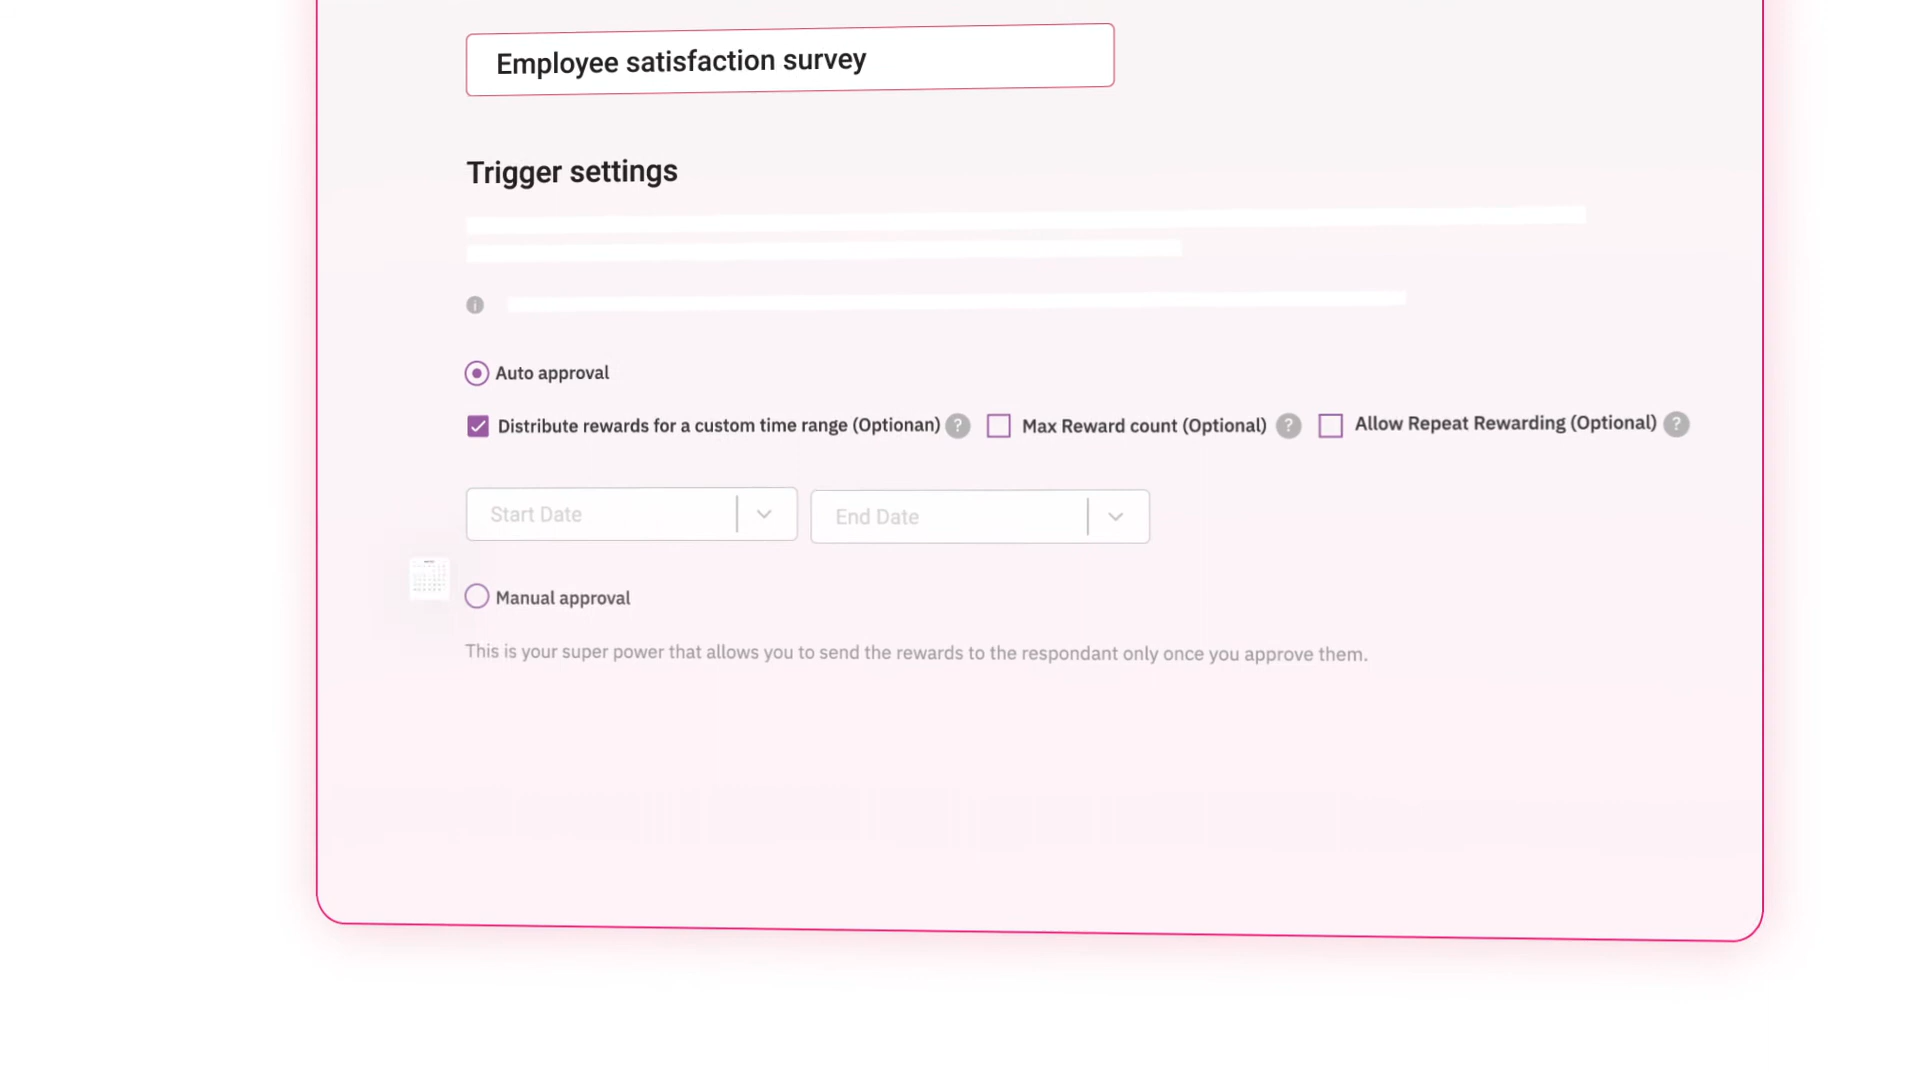 Employee satisfaction survey
Trigger settings
Auto approval
Distribute rewards for a custom time range (Optionan) ? Max Reward count (Optional) ? Allow Repeat Rewarding (Optional) ?
Start Date End Date
Manual approval
This is your super power that allows you to send the rewards to the respondant only once you approve them.